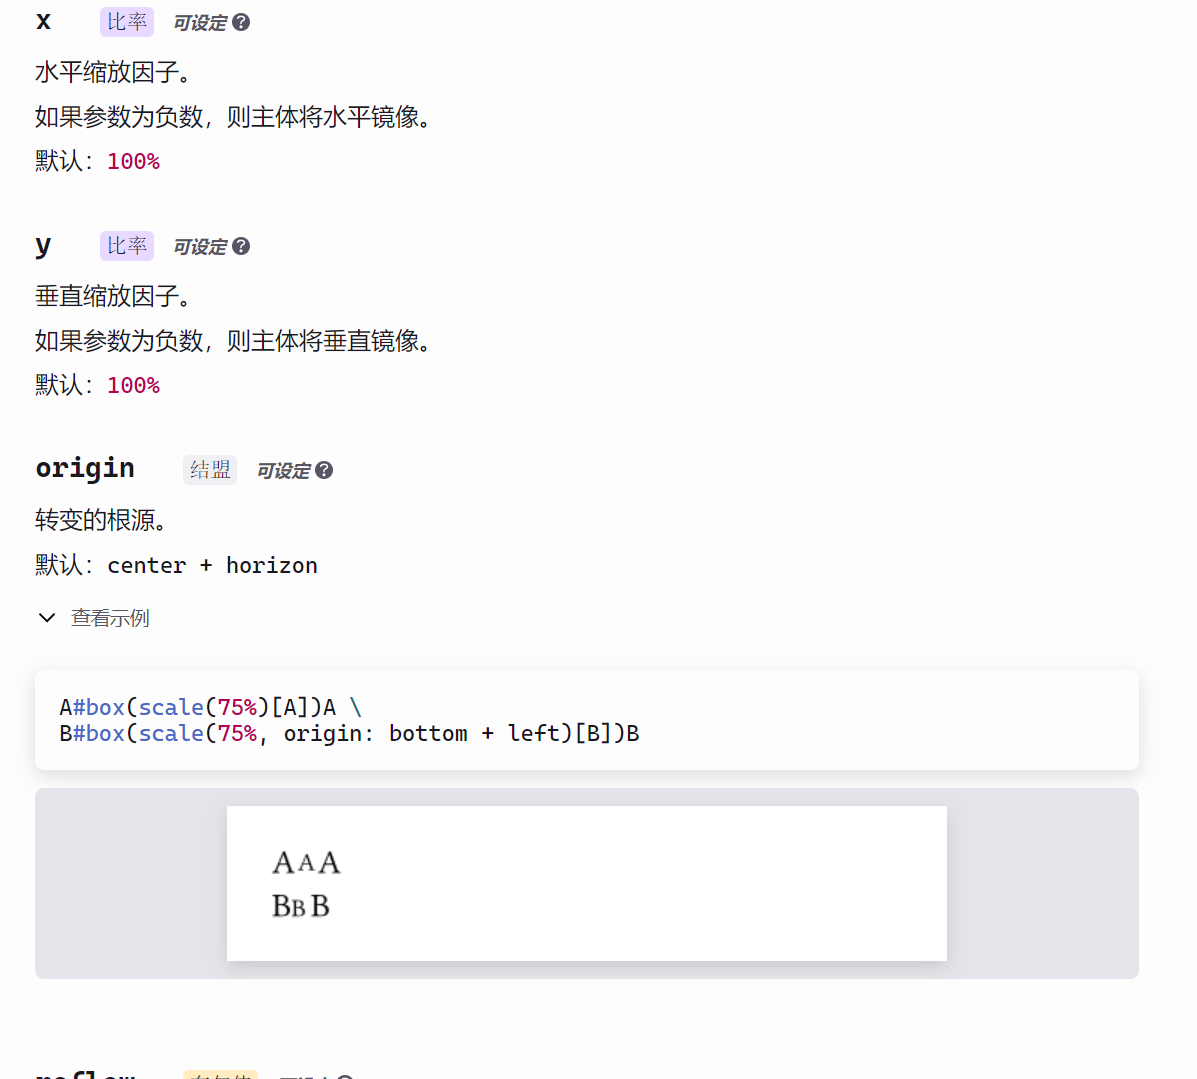 x 比率 可设定 ?
水平缩放因子。
如果参数为负数，则主体将水平镜像。
默认：100%
y 比率 可设定 ?
垂直缩放因子。
如果参数为负数，则主体将垂直镜像。
默认：100%
origin 结盟 可设定 ?
转变的根源。
默认：center + horizon
查看示例
A#box(scale(75%)[A])A \
B#box(scale(75%, origin: bottom + left)[B])B
AAA
BBB